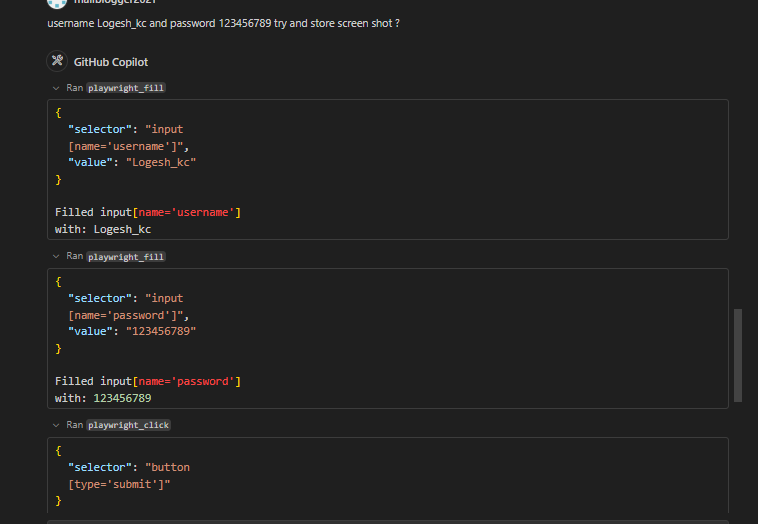 mailblogger2021
username Logesh_kc and password 123456789 try and store screen shot ?
GitHub Copilot
Ran playwright_fill
{
"selector": "input
[name='username']",
"value": "Logesh_kc"
}
Filled input[name='username']
with: Logesh_kc
Ran playwright_fill
{
"selector": "input
[name='password']",
"value": "123456789"
}
Filled input[name='password']
with: 123456789
Ran playwright_click
{
"selector": "button
[type='submit']"
}